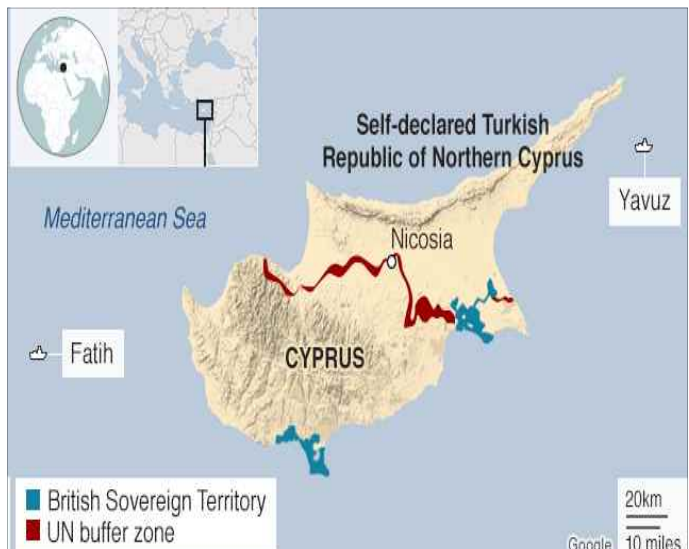 Self-declared Turkish
Republic of Northern Cyprus
Yavuz
Mediterranean Sea
Nicosia
Fatih
CYPRUS
British Sovereign Territory
UN buffer zone
20km
10 miles
Google